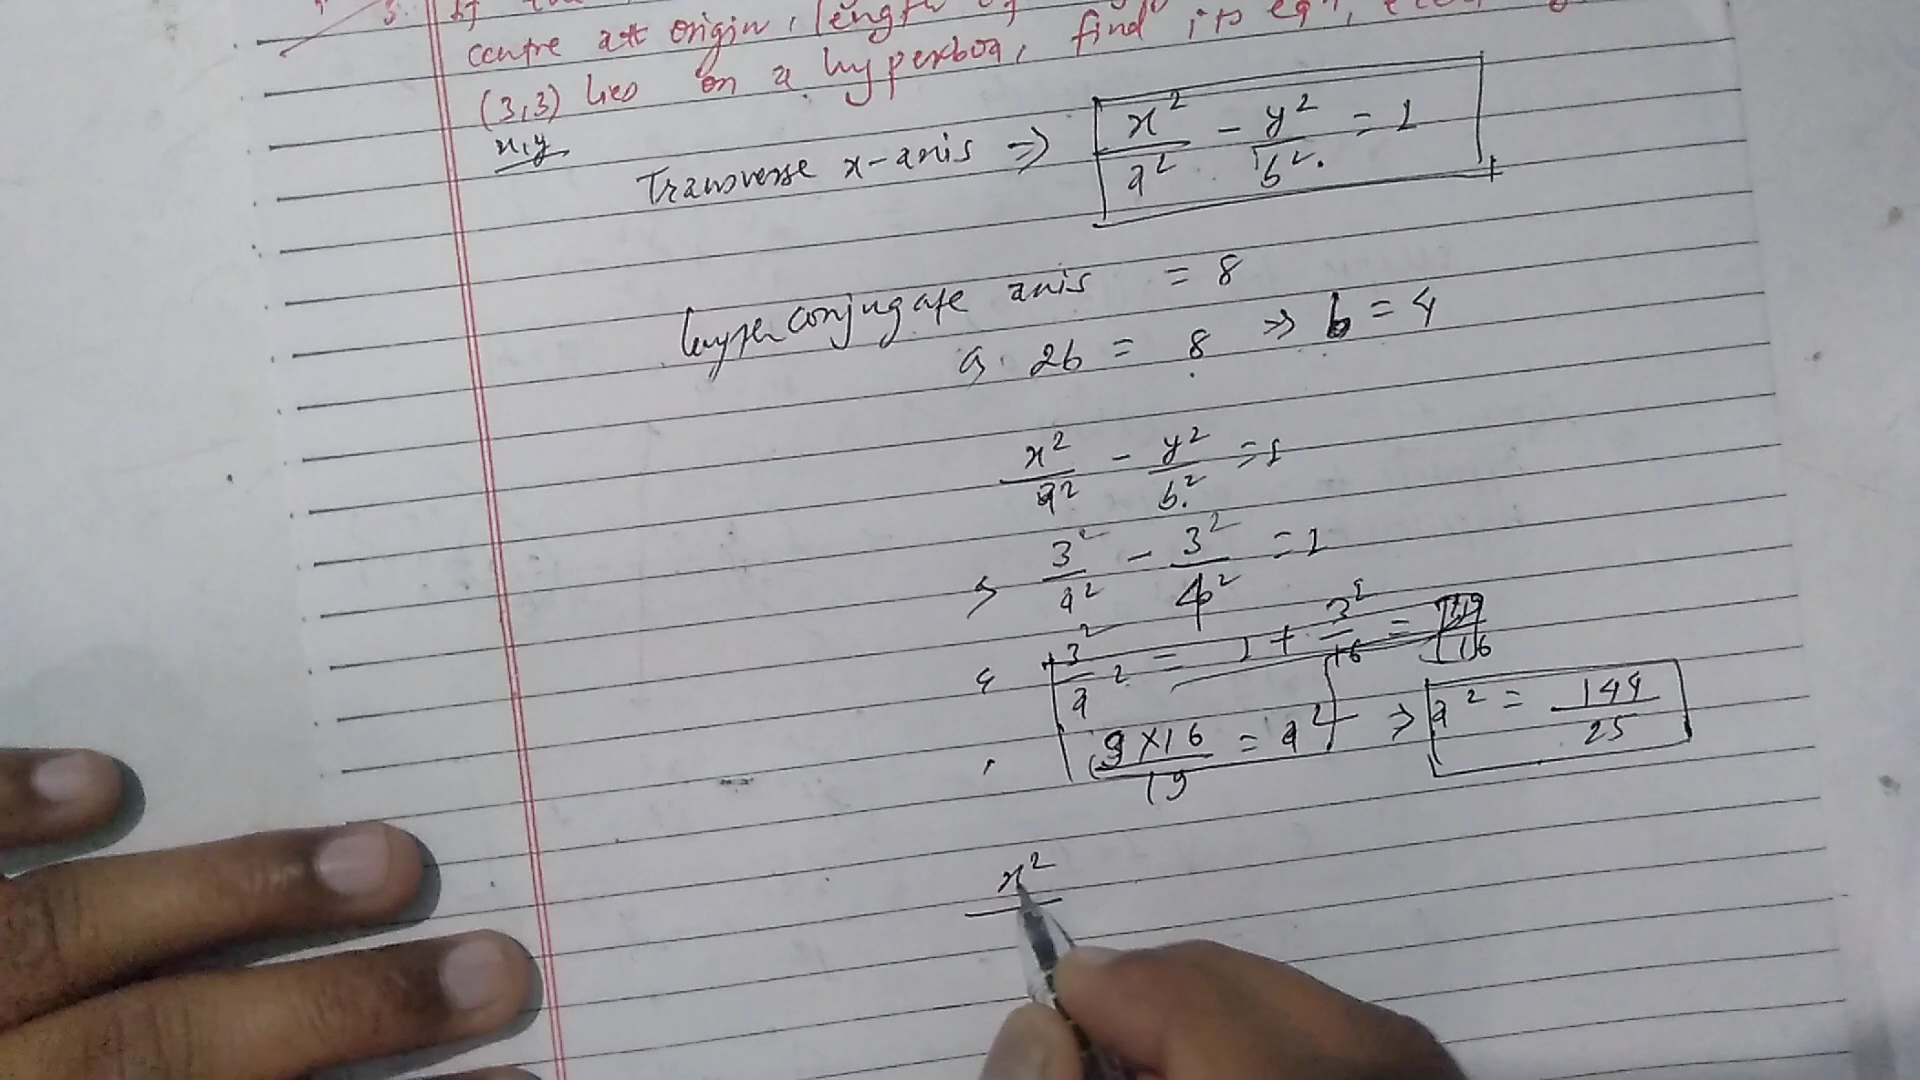 centre at origin, length of
(3,3) lies on a hyperboa, find its eqn,
x,y
Transverse x-axis ⇒ x²/a² - y²/b² = 1
length conjugate axis = 8
2b = 8 ⇒ b = 4
x²/a² - y²/b² = 1
3²/a² - 3²/4² = 1
3²/a² = 1 + 3²/16 = /16
9×16/19 = a² ⇒ a² = 144/25
x²